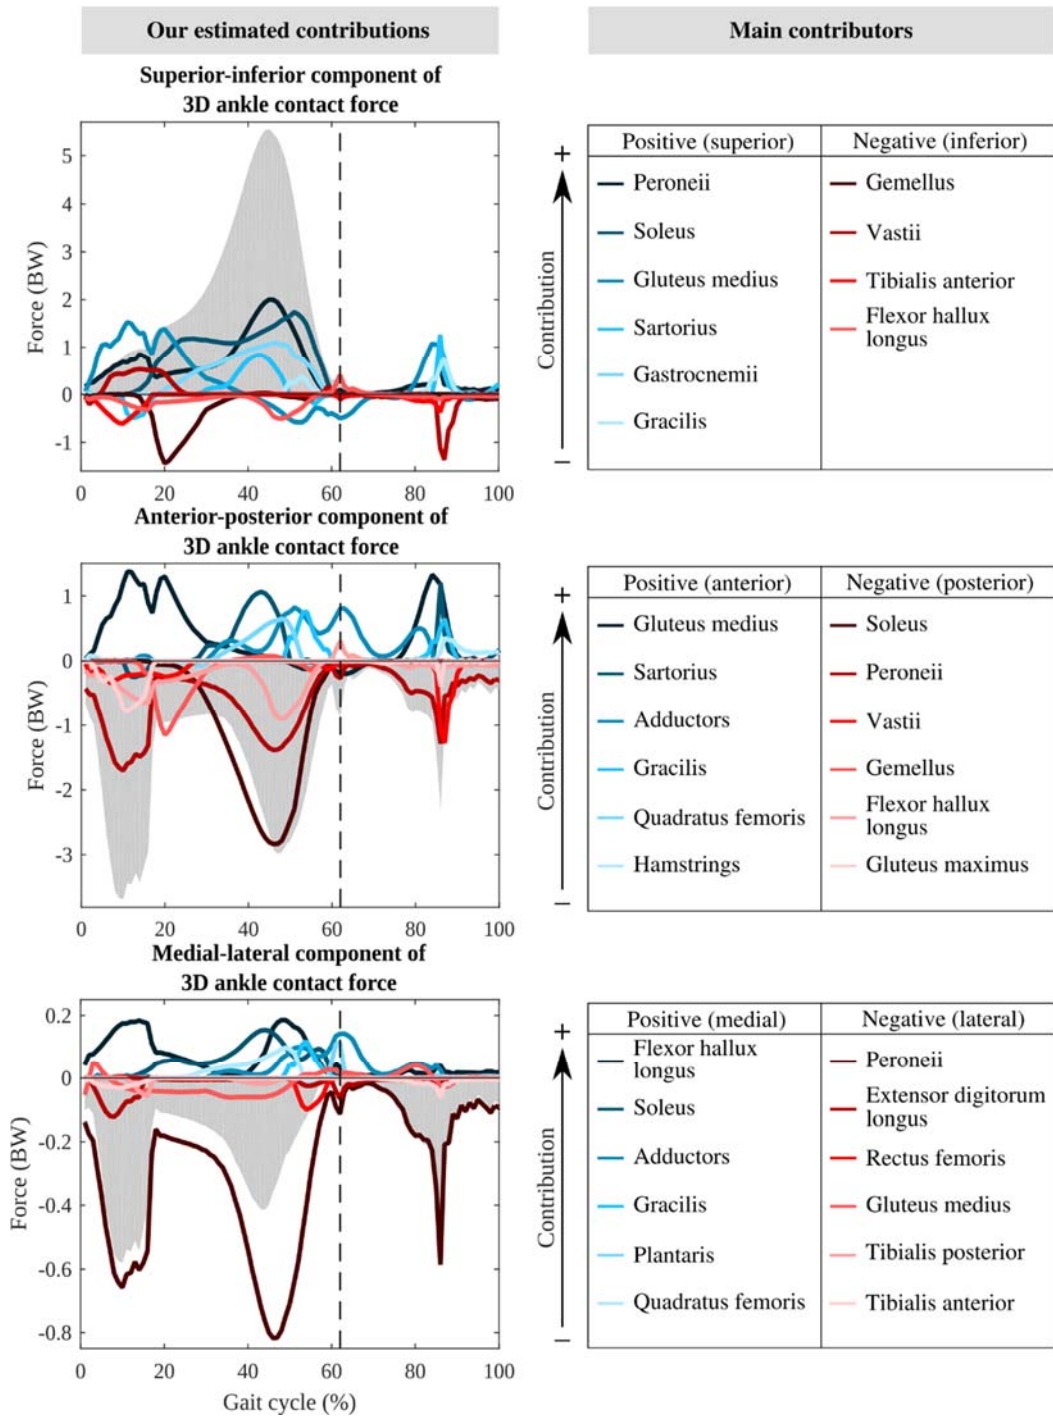 Our estimated contributions
Main contributors
Superior-inferior component of
3D ankle contact force
Force (BW)
5
4
3
2
1
0
-1
0 20 40 60 80 100
Contribution
+
–
Positive (superior) Negative (inferior)
Peroneii Gemellus
Soleus Vastii
Gluteus medius Tibialis anterior
Sartorius Flexor hallux
longus
Gastrocnemii
Gracilis
Anterior-posterior component of
3D ankle contact force
Force (BW)
1
0
-1
-2
-3
0 20 40 60 80 100
Contribution
+
–
Positive (anterior) Negative (posterior)
Gluteus medius Soleus
Sartorius Peroneii
Adductors Vastii
Gracilis Gemellus
Quadratus femoris Flexor hallux
longus
Hamstrings Gluteus maximus
Medial-lateral component of
3D ankle contact force
Force (BW)
0.2
0
-0.2
-0.4
-0.6
-0.8
0 20 40 60 80 100
Gait cycle (%)
Contribution
+
–
Positive (medial) Negative (lateral)
Flexor hallux
longus Peroneii
Soleus Extensor digitorum
longus
Adductors Rectus femoris
Gracilis Gluteus medius
Plantaris Tibialis posterior
Quadratus femoris Tibialis anterior